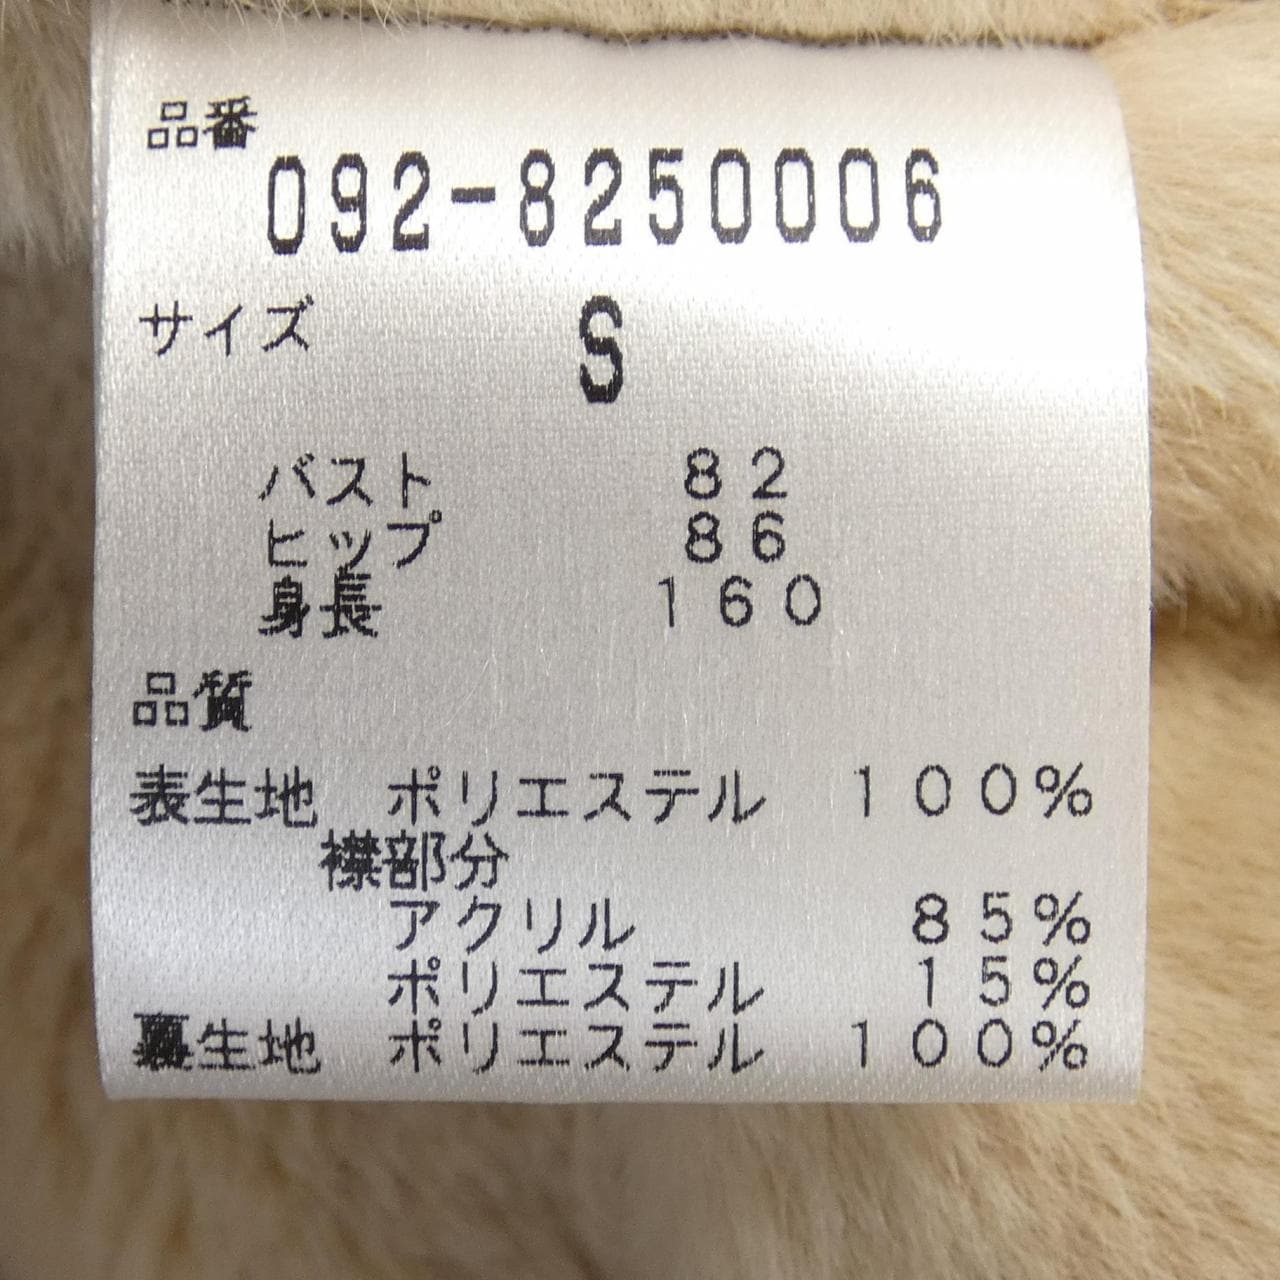 品番
092-8250006
サイズ S
バスト 82
ヒップ 86
身長 160
品質
表生地 ポリエステル 100%
襟部分
アクリル 85%
ポリエステル 15%
裏生地 ポリエステル 100%